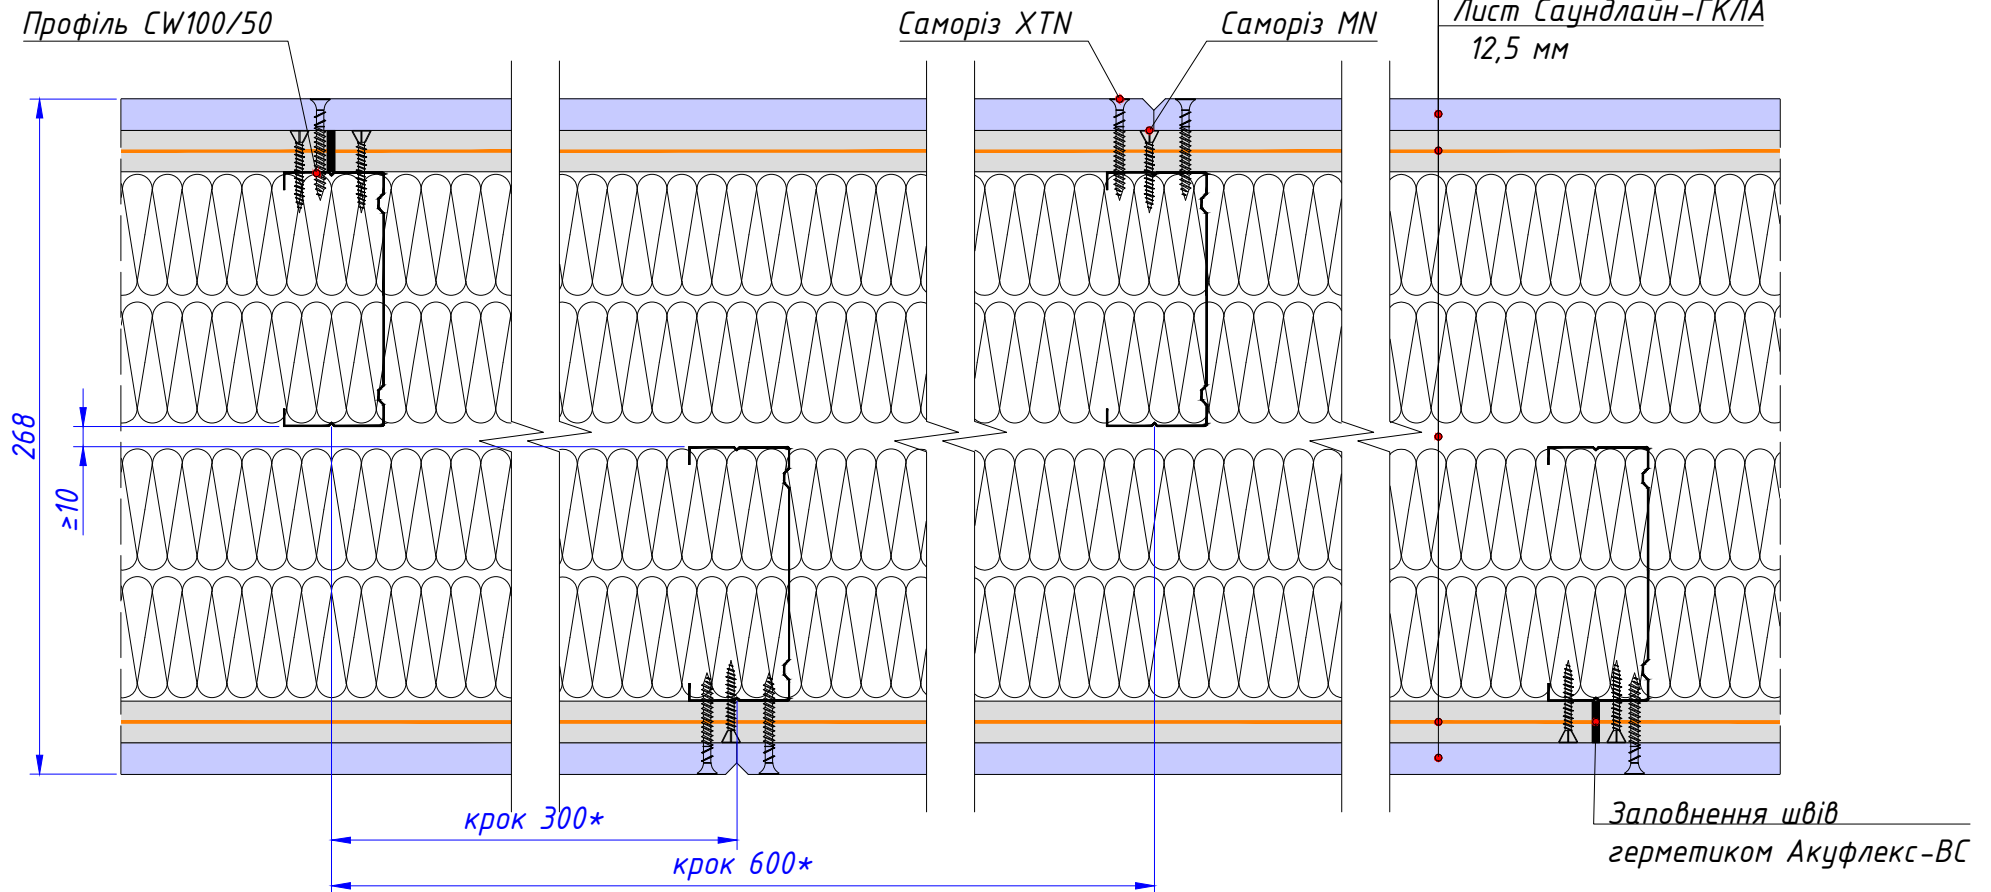 Профіль CW100/50
Саморіз XTN
Саморіз MN
Лист Саундлайн-ГКЛА
12,5 мм
268
≥10
крок 300*
крок 600*
Заповнення швів
герметиком Акуфлекс-ВС